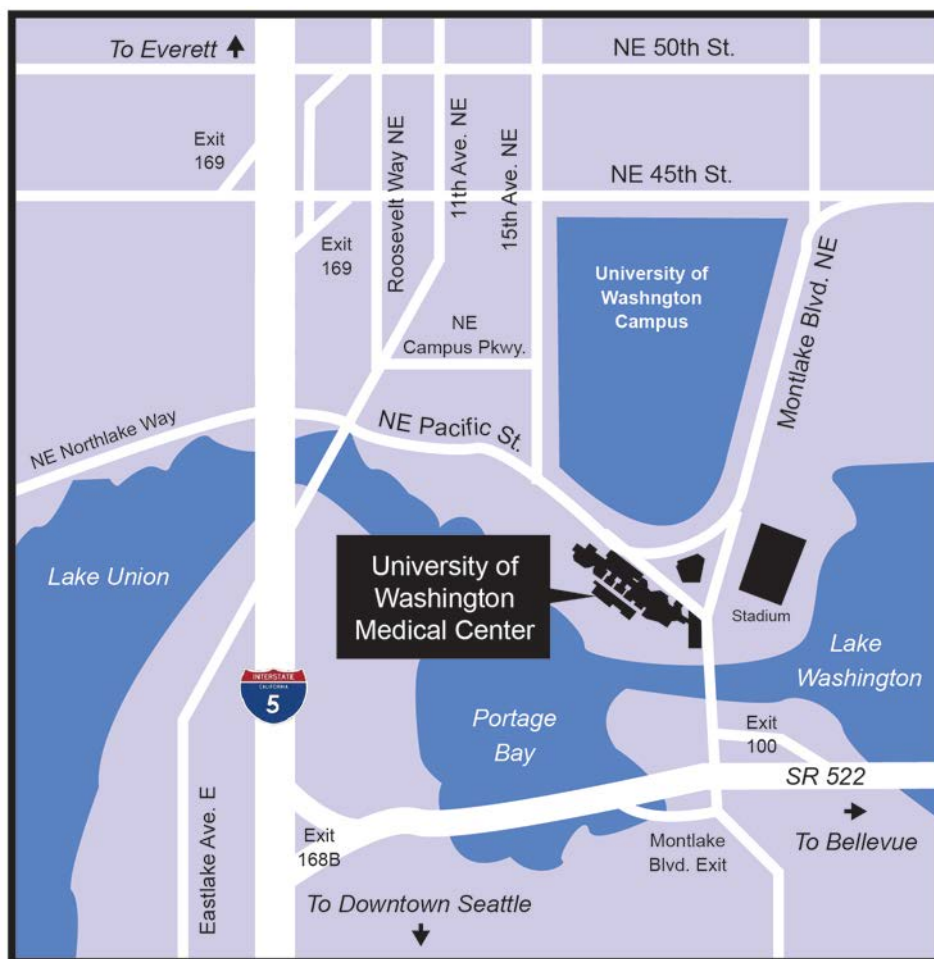 To Everett
NE 50th St.
Exit
169
Roosevelt Way NE
11th Ave. NE
15th Ave. NE
NE 45th St.
Exit
169
University of
Washngton
Campus
Montlake Blvd. NE
NE
Campus Pkwy.
NE Northlake Way
NE Pacific St.
Lake Union
University of
Washington
Medical Center
Stadium
Lake
Washington
INTERSTATE
CALIFORNIA
5
Portage
Bay
Exit
100
SR 522
Eastlake Ave. E
Exit
168B
Montlake
Blvd. Exit
To Bellevue
To Downtown Seattle